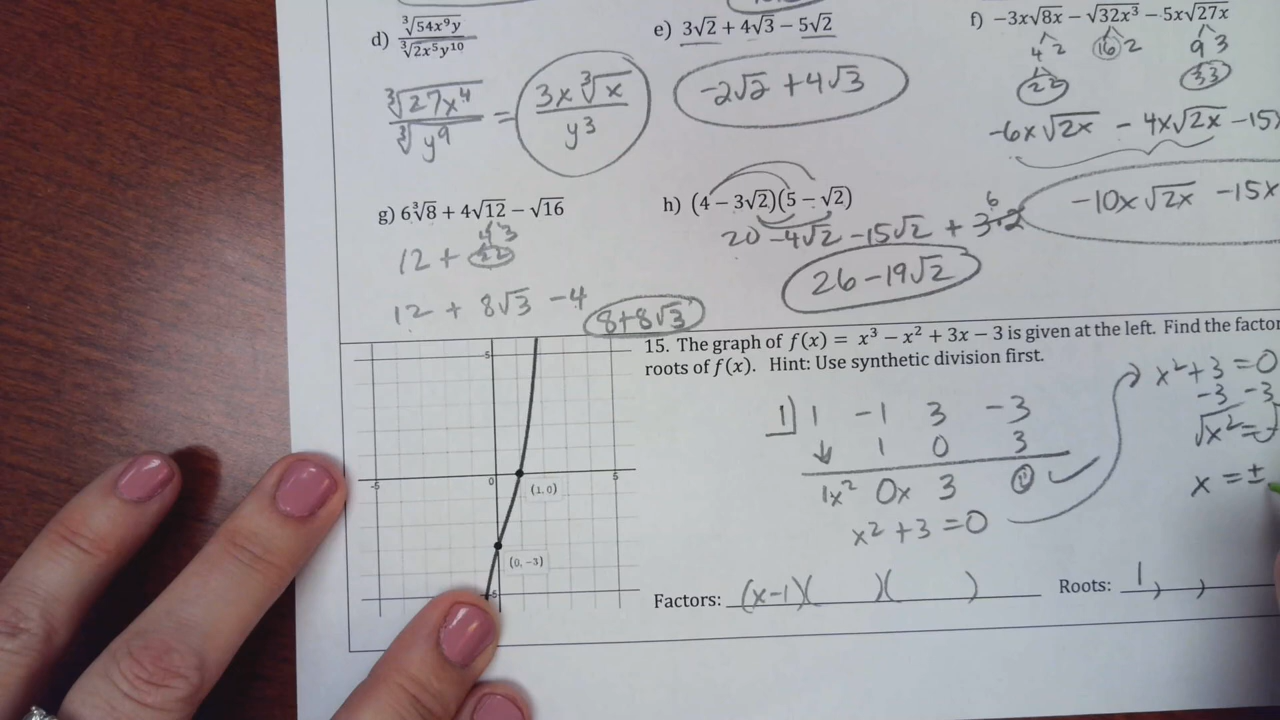 d) ∛(54x⁹y) / ∛(2x⁵y¹⁰)
∛(27x⁴) / ∛(y⁹) = 3x∛x / y³
e) 3√2 + 4√3 − 5√2
-2√2 + 4√3
f) −3x√8x − √32x³ − 5x√27x
4 2 16 2 9 3
2 2 3 3
-6x√2x - 4x√2x -15x
-10x√2x -15x
g) 6∛8 + 4√12 − √16
4 3
12 + 2 2
12 + 8√3 -4
8+8√3
h) (4 − 3√2)(5 − √2)
6
20 -4√2 -15√2 + 3·2
26 -19√2
5
-5 0 5
(1, 0)
(0, −3)
-5
15. The graph of f(x) = x³ − x² + 3x − 3 is given at the left. Find the factor
roots of f(x). Hint: Use synthetic division first.
1 | 1 -1 3 -3
↓ 1 0 3
1x² 0x 3 0 ✓
x² +3 =0
x² +3 =0
-3 -3
√x² =
x = ±
Factors: (x-1)( )( )
Roots: 1, ,